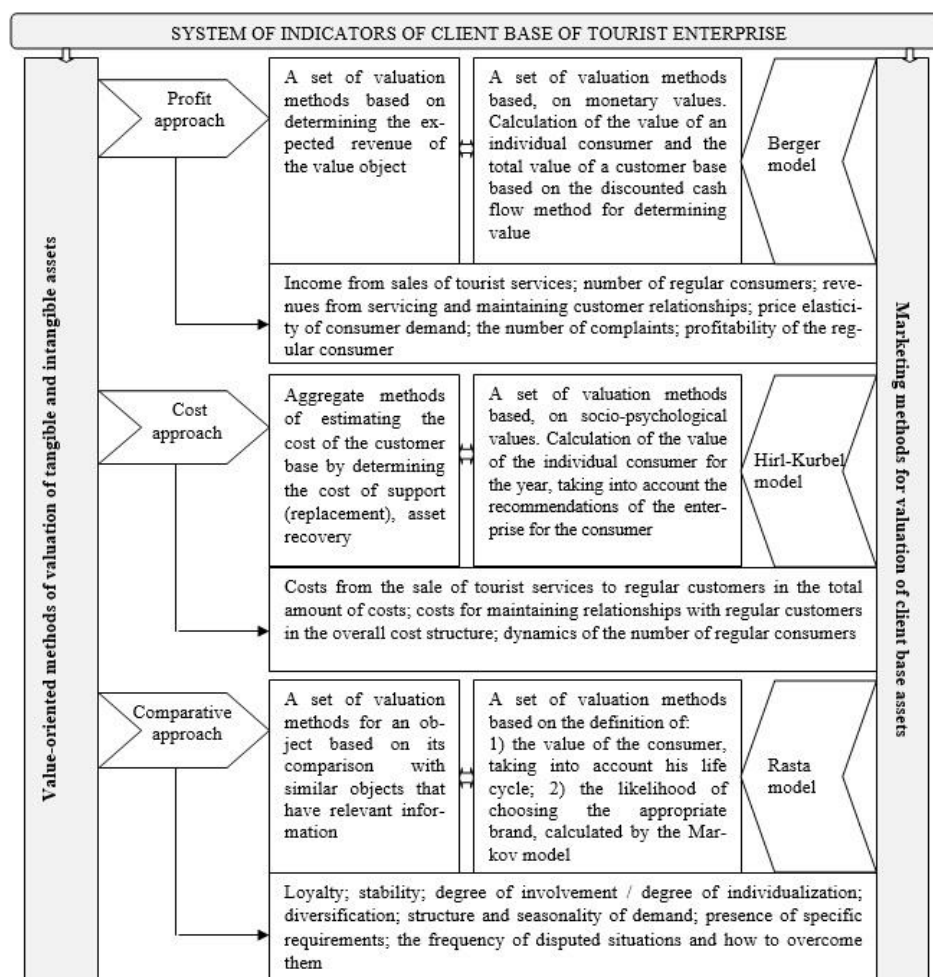 SYSTEM OF INDICATORS OF CLIENT BASE OF TOURIST ENTERPRISE
Value-oriented methods of valuation of tangible and intangible assets
Profit
approach
A set of valuation
methods based on
determining the ex-
pected revenue of
the value object
A set of valuation methods
based, on monetary values.
Calculation of the value of an
individual consumer and the
total value of a customer base
based on the discounted cash
flow method for determining
value
Berger
model
Income from sales of tourist services; number of regular consumers; reve-
nues from servicing and maintaining customer relationships; price elastici-
ty of consumer demand; the number of complaints; profitability of the reg-
ular consumer
Cost
approach
Aggregate methods
of estimating the
cost of the customer
base by determining
the cost of support
(replacement), asset
recovery
A set of valuation methods
based, on socio-psychological
values. Calculation of the value
of the individual consumer for
the year, taking into account the
recommendations of the enter-
prise for the consumer
Hirl-Kurbel
model
Costs from the sale of tourist services to regular customers in the total
amount of costs; costs for maintaining relationships with regular customers
in the overall cost structure; dynamics of the number of regular consumers
Comparative
approach
A set of valuation
methods for an ob-
ject based on its
comparison with
similar objects that
have relevant infor-
mation
A set of valuation methods
based on the definition of:
1) the value of the consumer,
taking into account his life
cycle; 2) the likelihood of
choosing the appropriate
brand, calculated by the Mar-
kov model
Rasta
model
Loyalty; stability; degree of involvement / degree of individualization;
diversification; structure and seasonality of demand; presence of specific
requirements; the frequency of disputed situations and how to overcome
them
Marketing methods for valuation of client base assets